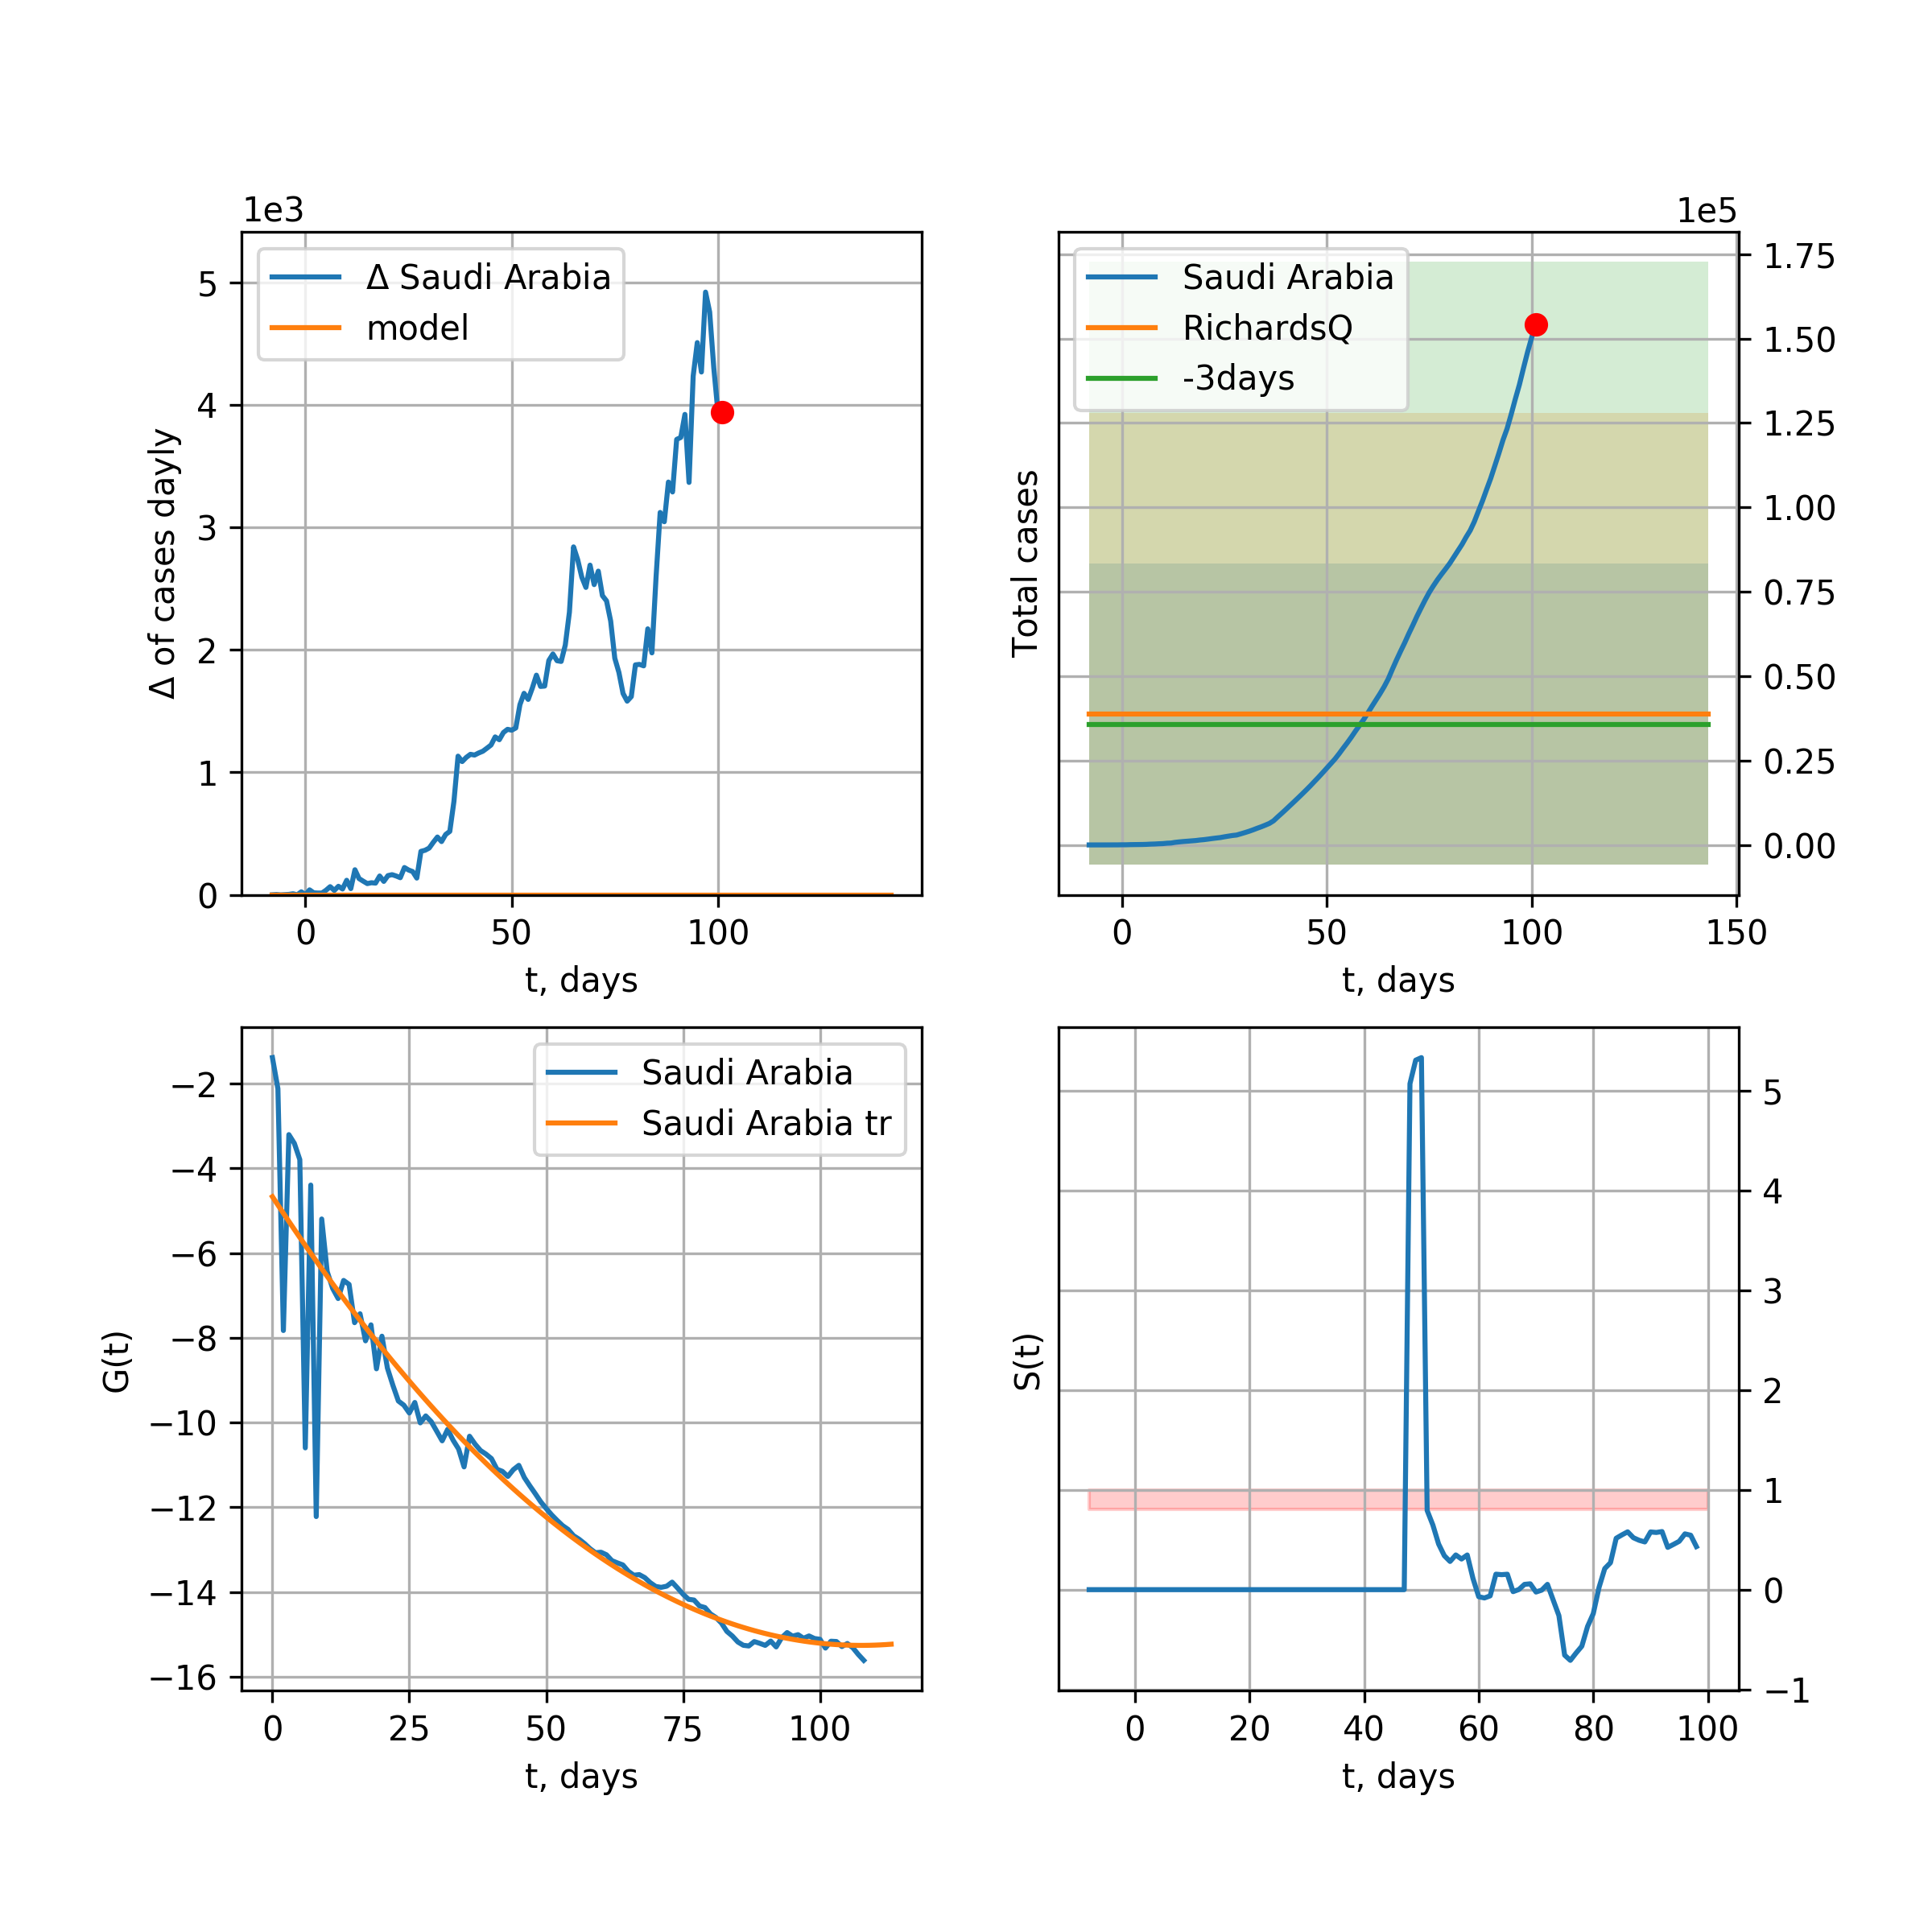 1e3
Δ Saudi Arabia
model
5
4
3
2
1
0
Δ of cases dayly
0
50
100
t, days
1e5
Saudi Arabia
RichardsQ
-3days
1.75
1.50
1.25
1.00
0.75
0.50
0.25
0.00
Total cases
0
50
100
150
t, days
Saudi Arabia
Saudi Arabia tr
−2
−4
−6
−8
−10
−12
−14
−16
G(t)
0
25
50
75
100
t, days
5
4
3
2
1
0
−1
S(t)
0
20
40
60
80
100
t, days